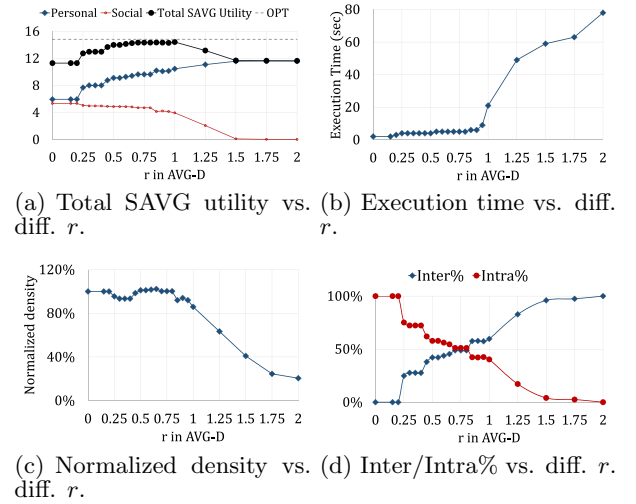 Personal Social Total SAVG Utility OPT
16
12
8
4
0
0 0.25 0.5 0.75 1 1.25 1.5 1.75 2
r in AVG-D
Execution Time (sec)
80
60
40
20
0
0 0.25 0.5 0.75 1 1.25 1.5 1.75 2
r in AVG-D
(a) Total SAVG utility vs. diff. r.
(b) Execution time vs. diff. r.
Normalized density
120%
80%
40%
0%
0 0.25 0.5 0.75 1 1.25 1.5 1.75 2
r in AVG-D
Inter% Intra%
100%
50%
0%
0 0.25 0.5 0.75 1 1.25 1.5 1.75 2
r in AVG-D
(c) Normalized density vs. diff. r.
(d) Inter/Intra% vs. diff. r.